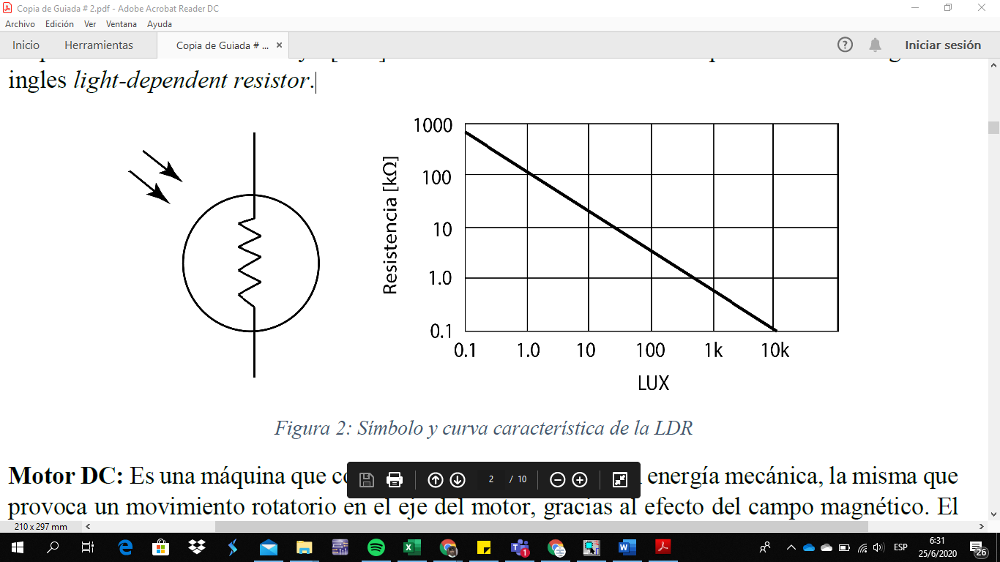 Copia de Guiada # 2.pdf - Adobe Acrobat Reader DC
Archivo Edición Ver Ventana Ayuda
Inicio Herramientas Copia de Guiada # ... × Iniciar sesión
ingles light-dependent resistor.
Resistencia [kΩ]
1000
100
10
1.0
0.1
0.1 1.0 10 100 1k 10k
LUX
Figura 2: Símbolo y curva característica de la LDR
Motor DC: Es una máquina que energía mecánica, la misma que
2 / 10
provoca un movimiento rotatorio en el eje del motor, gracias al efecto del campo magnético. El
210 x 297 mm
ESP
6:31
25/6/2020
26
1